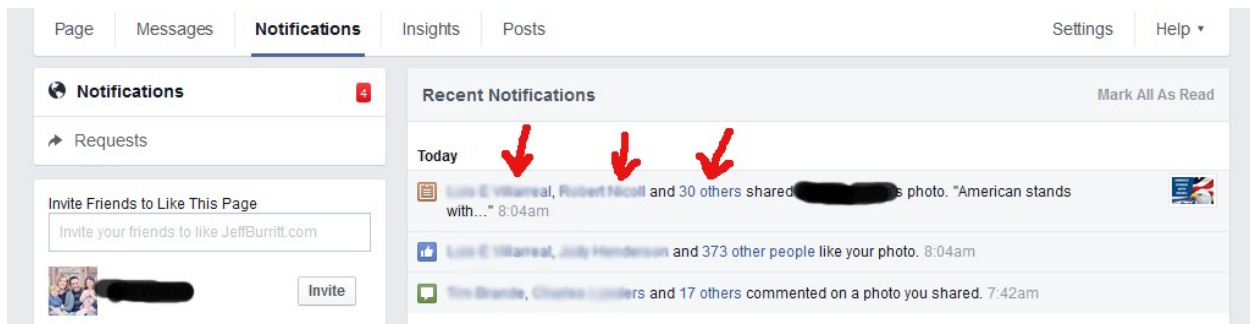 Page Messages Notifications Insights Posts Settings Help
Notifications 4
Requests
Invite Friends to Like This Page
Invite your friends to like JeffBurritt.com
Invite
Recent Notifications Mark All As Read
Today
and 30 others shared photo. "American stands
with..." 8:04am
and 373 other people like your photo. 8:04am
and 17 others commented on a photo you shared. 7:42am